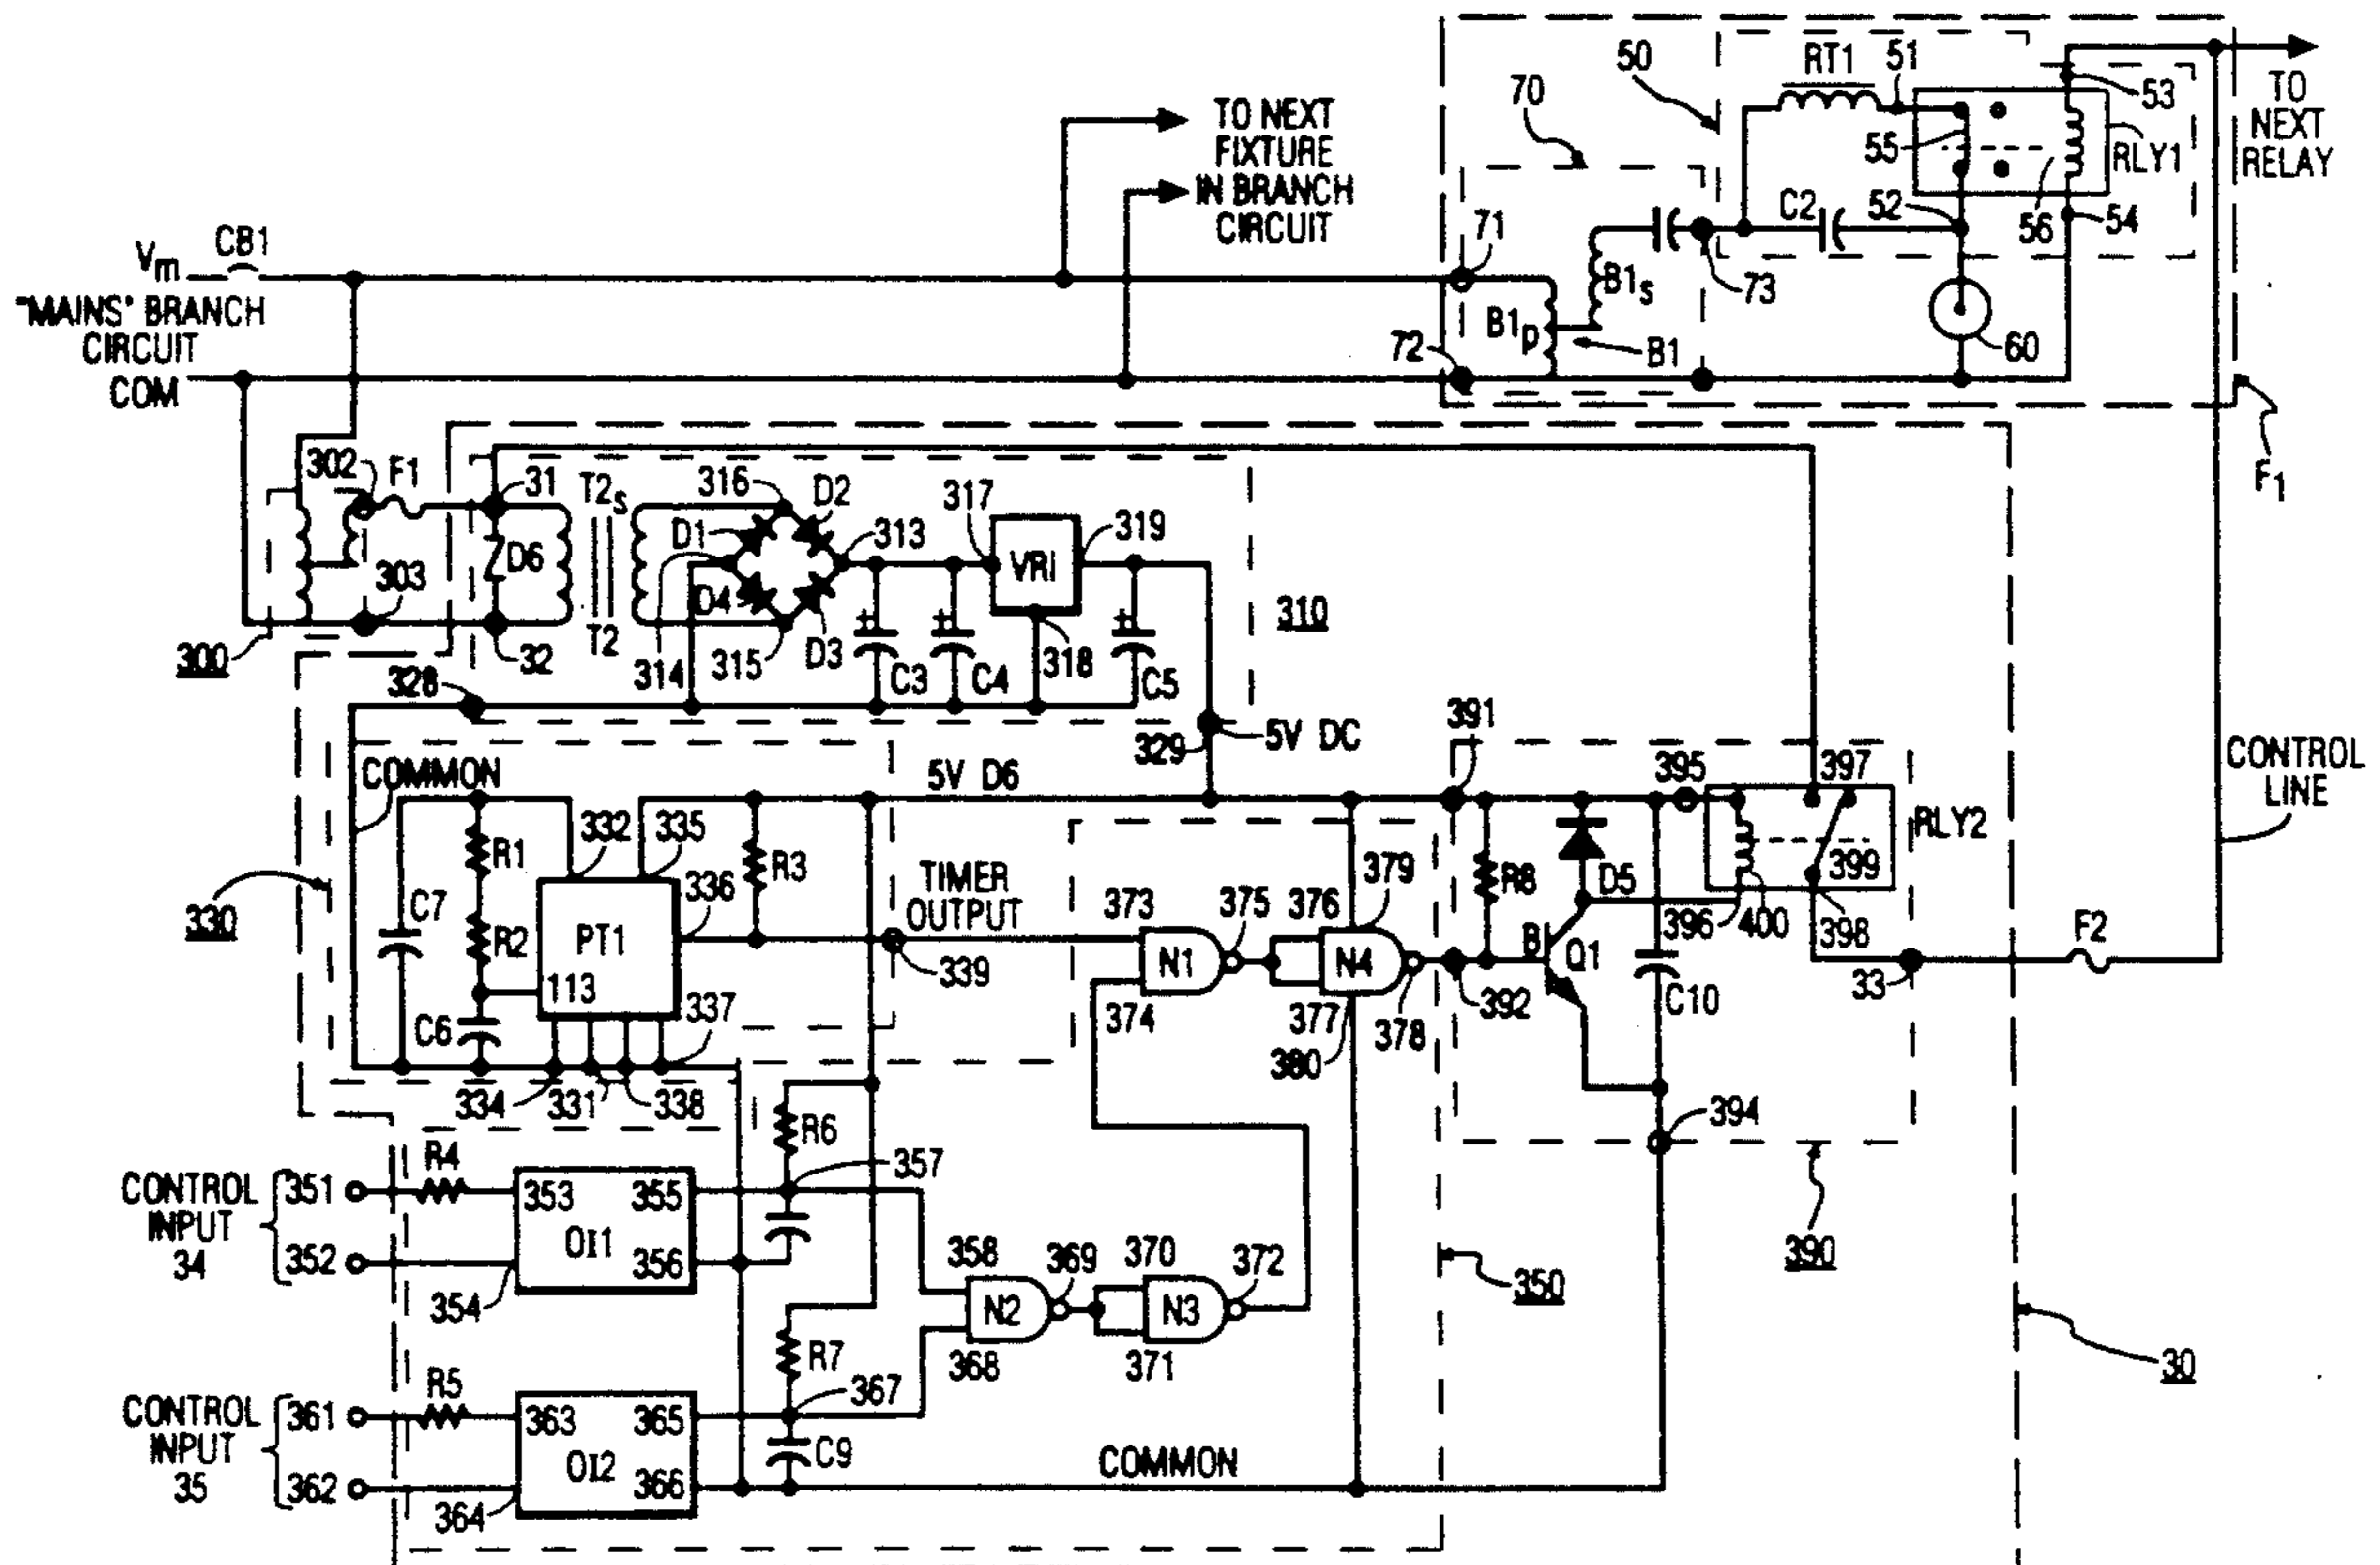 RT1
51
50
53
TO
NEXT
RELAY
70
TO NEXT
FIXTURE
IN BRANCH
CIRCUIT
55
RLY1
C2
52
56
54
71
Vm
CB1
B1s
73
"MAINS" BRANCH
CIRCUIT
COM
B1p
72
B1
60
302
F1
31
T2s
316
D2
317
F1
D1
313
319
D6
VR1
303
D4
310
300
32
T2
314
315
D3
C3
C4
318
C5
328
391
5V DC
329
COMMON
5V D6
395
397
CONTROL
LINE
332
335
RLY2
R1
R3
TIMER
OUTPUT
379
R8
D5
399
336
330
C7
R2
PT1
373
375
376
396
400
398
F2
B
Q1
N1
N4
339
113
C6
337
374
377
378
392
C10
33
380
334
331
338
R6
394
R4
357
CONTROL
INPUT
34
351
353
355
352
OI1
356
358
369
370
372
350
390
354
N2
N3
R7
368
371
30
R5
367
CONTROL
INPUT
35
361
363
365
C9
COMMON
362
OI2
366
364